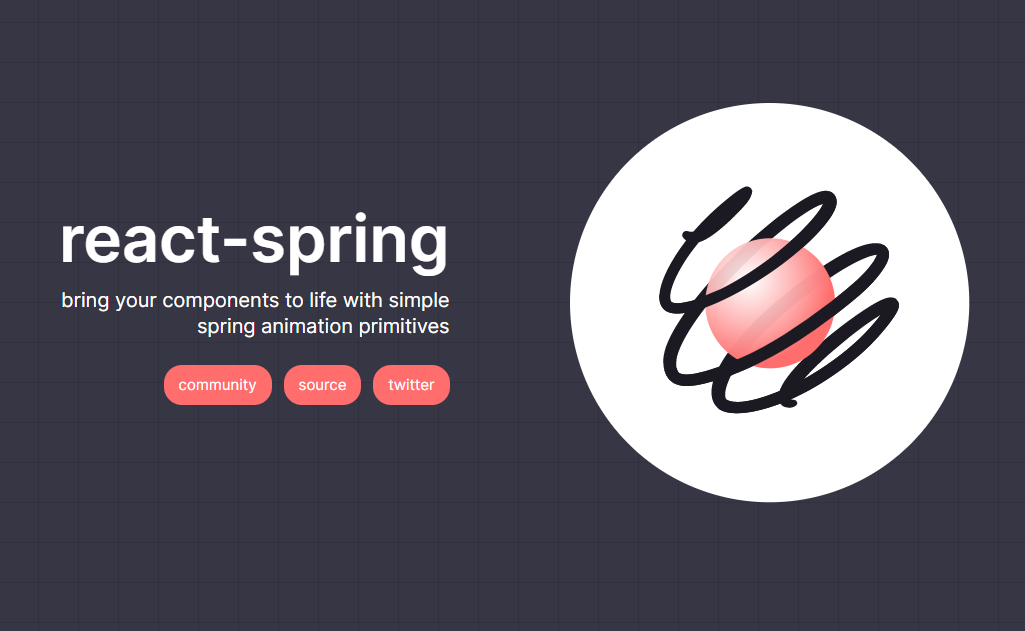 react-spring
bring your components to life with simple
spring animation primitives
community source twitter